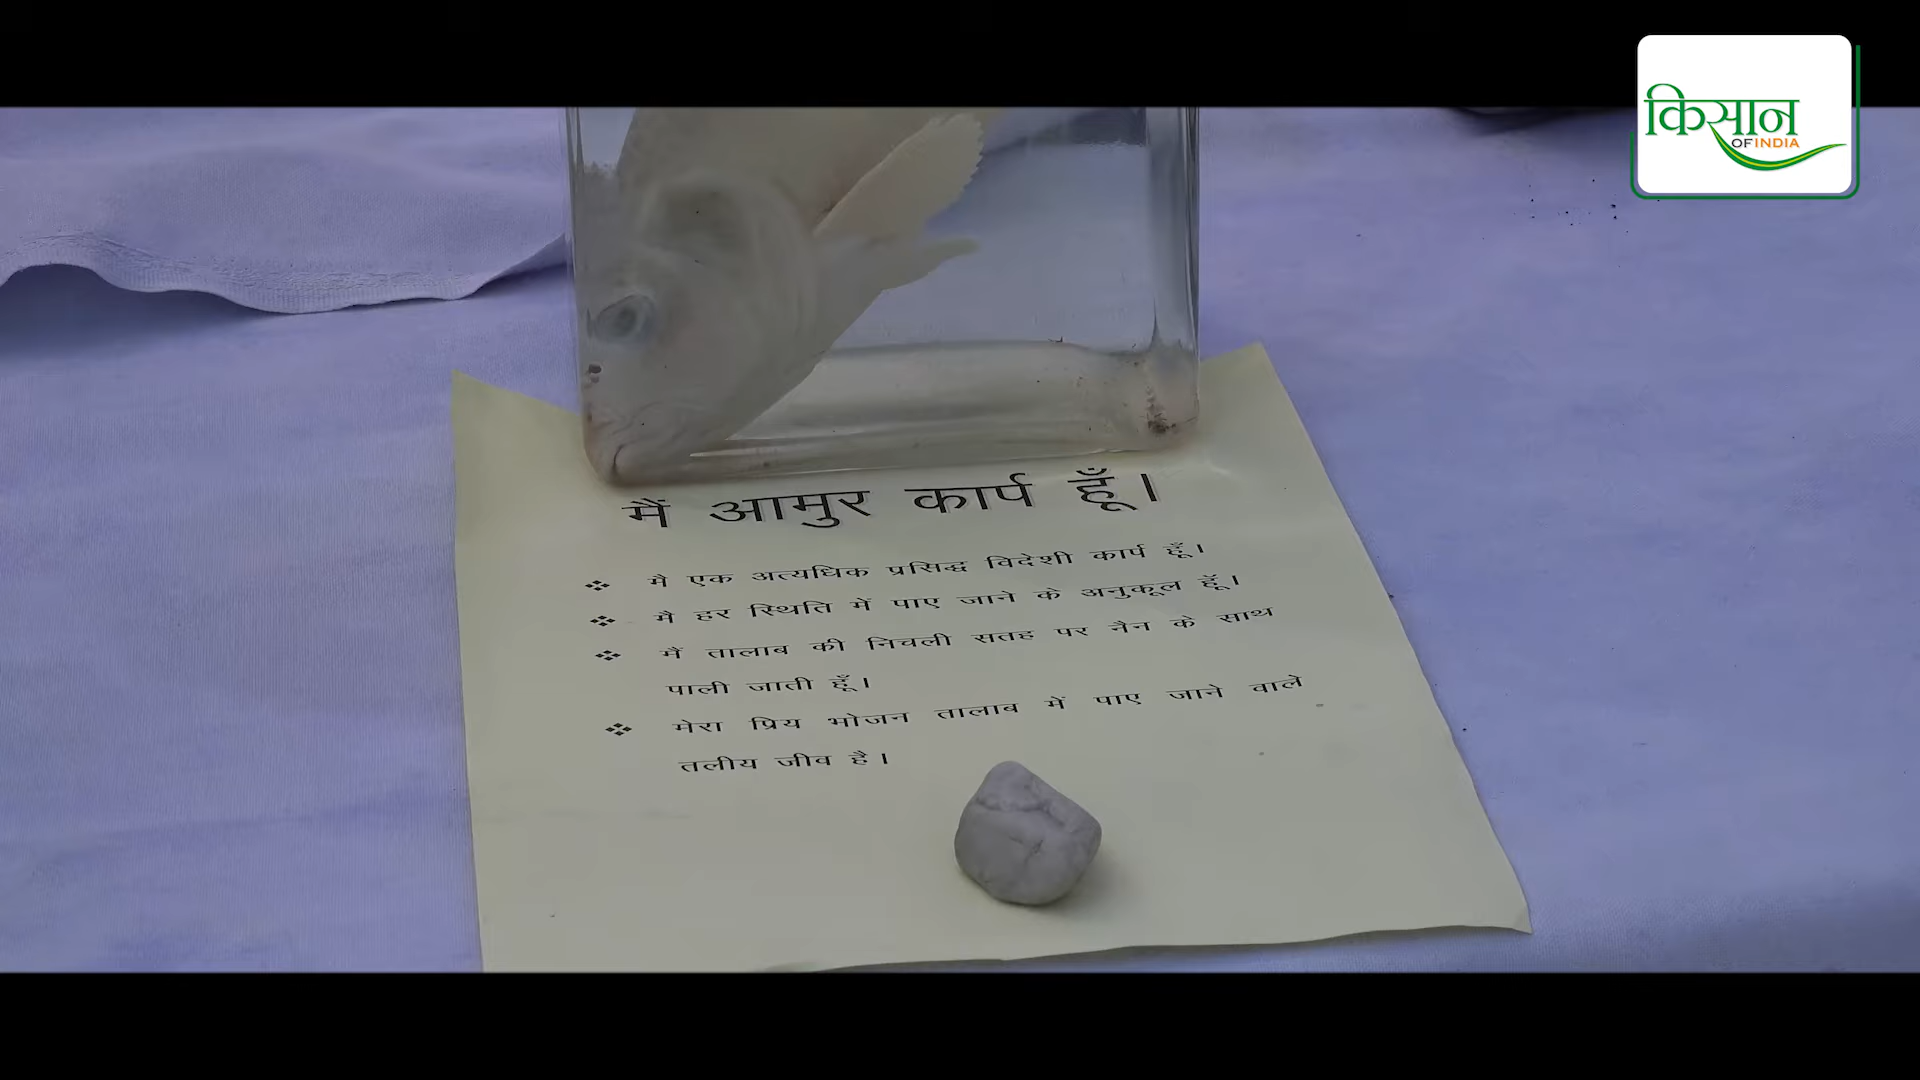 किसान
OF INDIA
मैं आमुर कार्प हूँ।
❖ मै एक अत्यधिक प्रसिद्ध विदेशी कार्प हूँ।
❖ मै हर स्थिति में पाए जाने के अनुकूल हूँ।
❖ मैं तालाब की निचली सतह पर नैन के साथ
पाली जाती हूँ।
❖ मेरा प्रिय भोजन तालाब में पाए जाने वाले
तलीय जीव है।